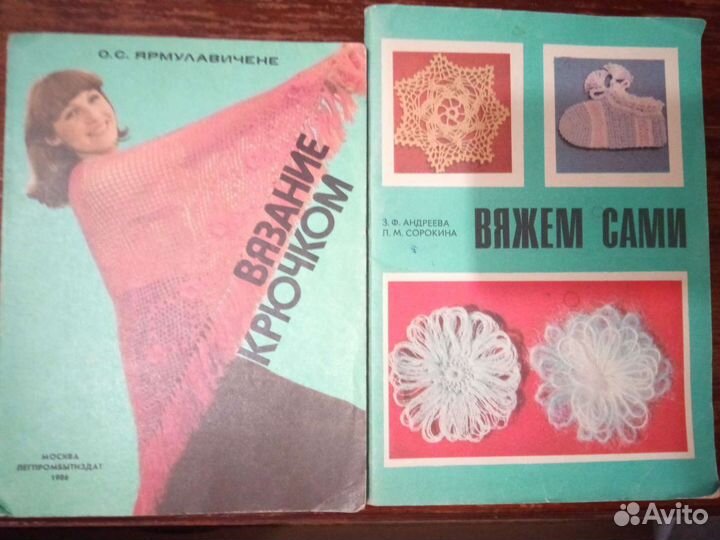 О.С. ЯРМУЛАВИЧЕНЕ
ВЯЗАНИЕ
КРЮЧКОМ
МОСКВА
ЛЕГПРОМБЫТИЗДАТ
1986
З. Ф. АНДРЕЕВА
Л. М. СОРОКИНА
ВЯЖЕМ САМИ
Avito